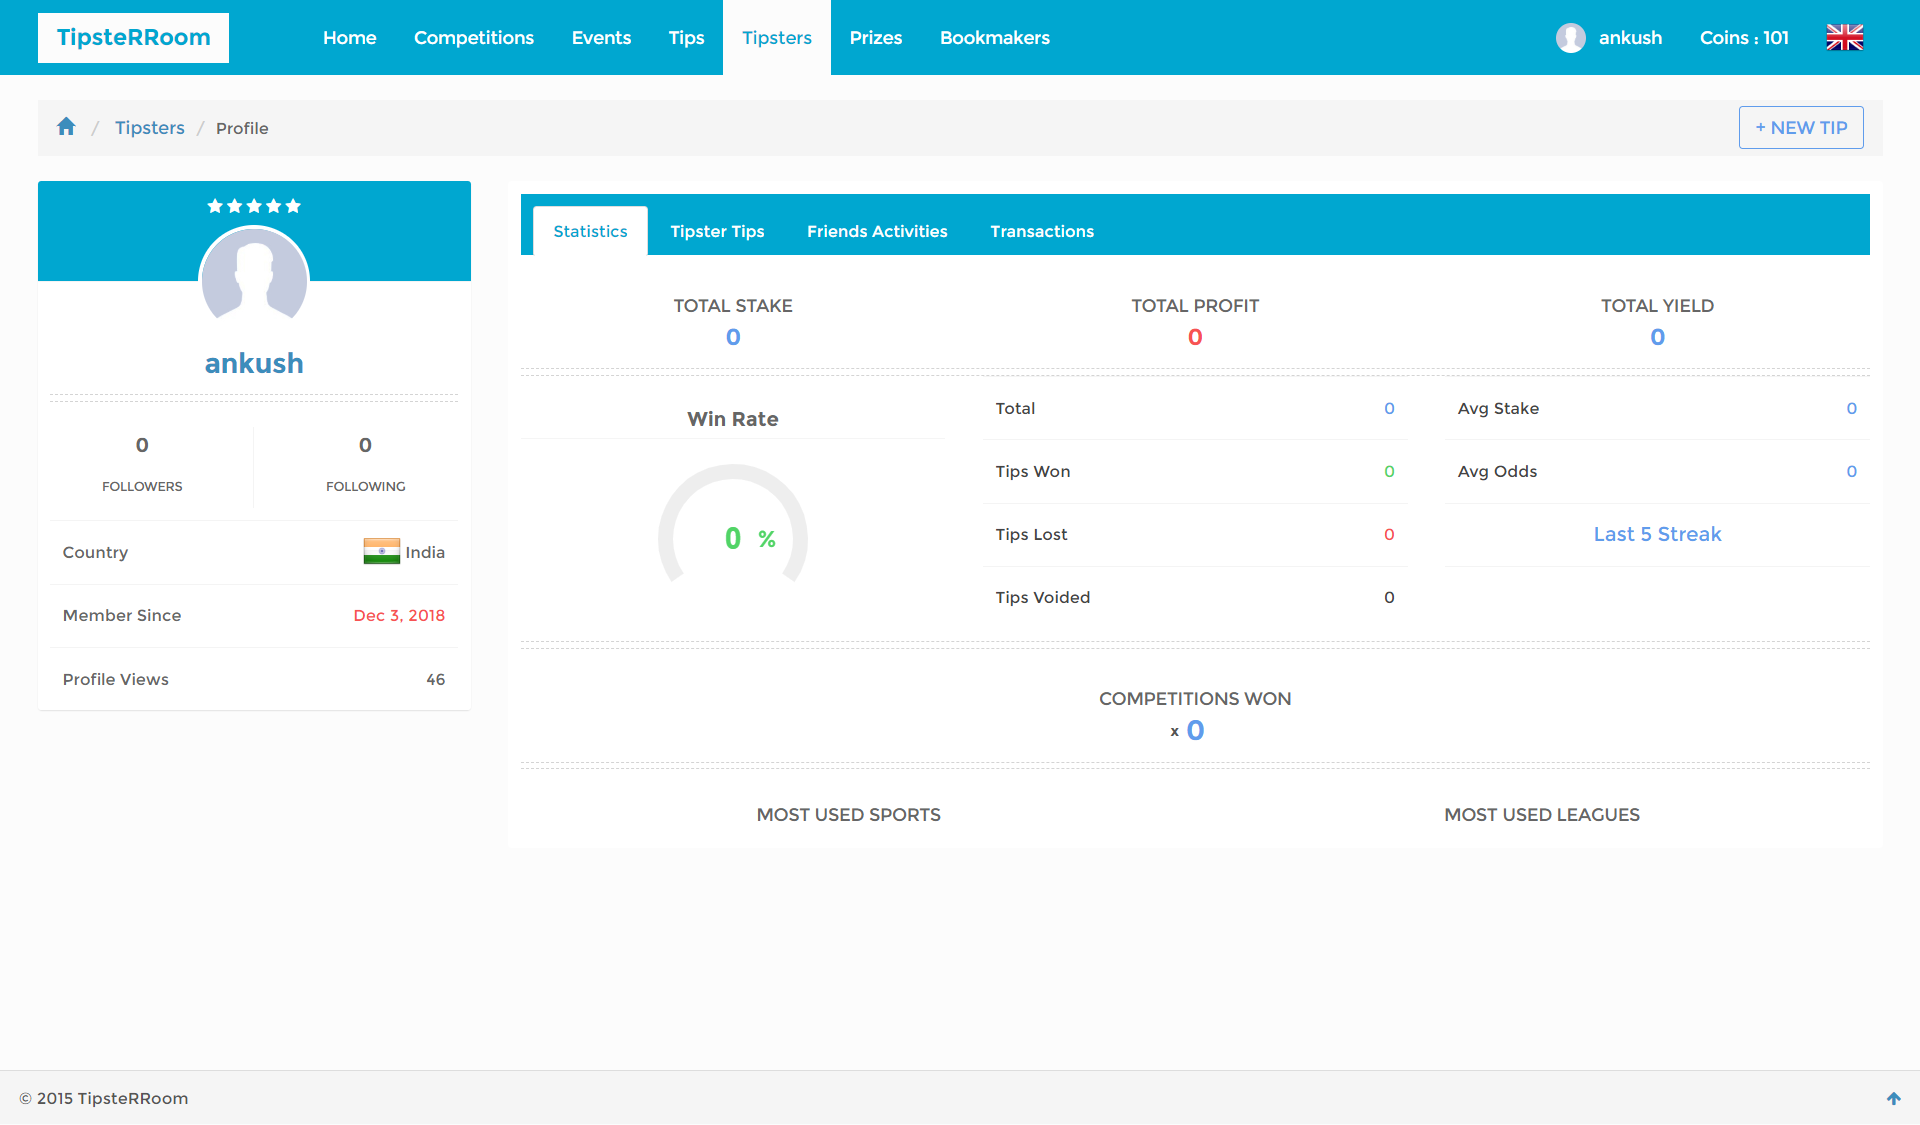 TipsteRRoom
Home Competitions Events Tips Tipsters Prizes Bookmakers
ankush Coins : 101
/ Tipsters / Profile
+ NEW TIP
ankush
0 0
FOLLOWERS FOLLOWING
Country India
Member Since Dec 3, 2018
Profile Views 46
Statistics Tipster Tips Friends Activities Transactions
TOTAL STAKE TOTAL PROFIT TOTAL YIELD
0 0 0
Win Rate
0 %
Total 0
Tips Won 0
Tips Lost 0
Tips Voided 0
Avg Stake 0
Avg Odds 0
Last 5 Streak
COMPETITIONS WON
x 0
MOST USED SPORTS MOST USED LEAGUES
© 2015 TipsteRRoom